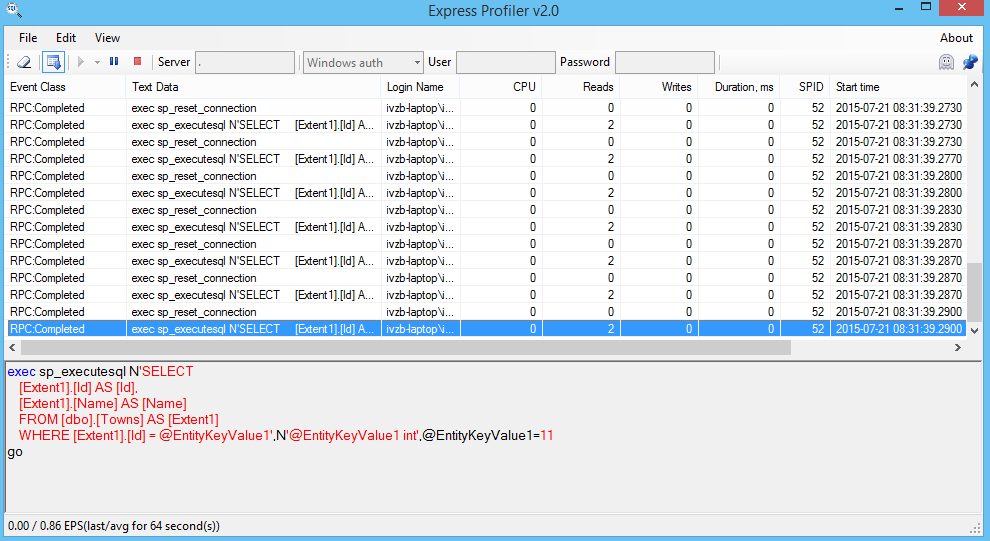 Express Profiler v2.0
File Edit View About
Server . Windows auth User Password
Event Class Text Data Login Name CPU Reads Writes Duration, ms SPID Start time
RPC:Completed exec sp_reset_connection ivzb-laptop\i... 0 0 0 0 52 2015-07-21 08:31:39.2730
RPC:Completed exec sp_executesql N'SELECT [Extent1].[Id] A... ivzb-laptop\i... 0 2 0 0 52 2015-07-21 08:31:39.2730
RPC:Completed exec sp_reset_connection ivzb-laptop\i... 0 0 0 0 52 2015-07-21 08:31:39.2730
RPC:Completed exec sp_executesql N'SELECT [Extent1].[Id] A... ivzb-laptop\i... 0 2 0 0 52 2015-07-21 08:31:39.2770
RPC:Completed exec sp_reset_connection ivzb-laptop\i... 0 0 0 0 52 2015-07-21 08:31:39.2800
RPC:Completed exec sp_executesql N'SELECT [Extent1].[Id] A... ivzb-laptop\i... 0 2 0 0 52 2015-07-21 08:31:39.2800
RPC:Completed exec sp_reset_connection ivzb-laptop\i... 0 0 0 0 52 2015-07-21 08:31:39.2830
RPC:Completed exec sp_executesql N'SELECT [Extent1].[Id] A... ivzb-laptop\i... 0 2 0 0 52 2015-07-21 08:31:39.2830
RPC:Completed exec sp_reset_connection ivzb-laptop\i... 0 0 0 0 52 2015-07-21 08:31:39.2870
RPC:Completed exec sp_executesql N'SELECT [Extent1].[Id] A... ivzb-laptop\i... 0 2 0 0 52 2015-07-21 08:31:39.2870
RPC:Completed exec sp_reset_connection ivzb-laptop\i... 0 0 0 0 52 2015-07-21 08:31:39.2870
RPC:Completed exec sp_executesql N'SELECT [Extent1].[Id] A... ivzb-laptop\i... 0 2 0 0 52 2015-07-21 08:31:39.2870
RPC:Completed exec sp_reset_connection ivzb-laptop\i... 0 0 0 0 52 2015-07-21 08:31:39.2900
RPC:Completed exec sp_executesql N'SELECT [Extent1].[Id] A... ivzb-laptop\i... 0 2 0 0 52 2015-07-21 08:31:39.2900
exec sp_executesql N'SELECT
[Extent1].[Id] AS [Id],
[Extent1].[Name] AS [Name]
FROM [dbo].[Towns] AS [Extent1]
WHERE [Extent1].[Id] = @EntityKeyValue1',N'@EntityKeyValue1 int',@EntityKeyValue1=11
go
0.00 / 0.86 EPS(last/avg for 64 second(s))